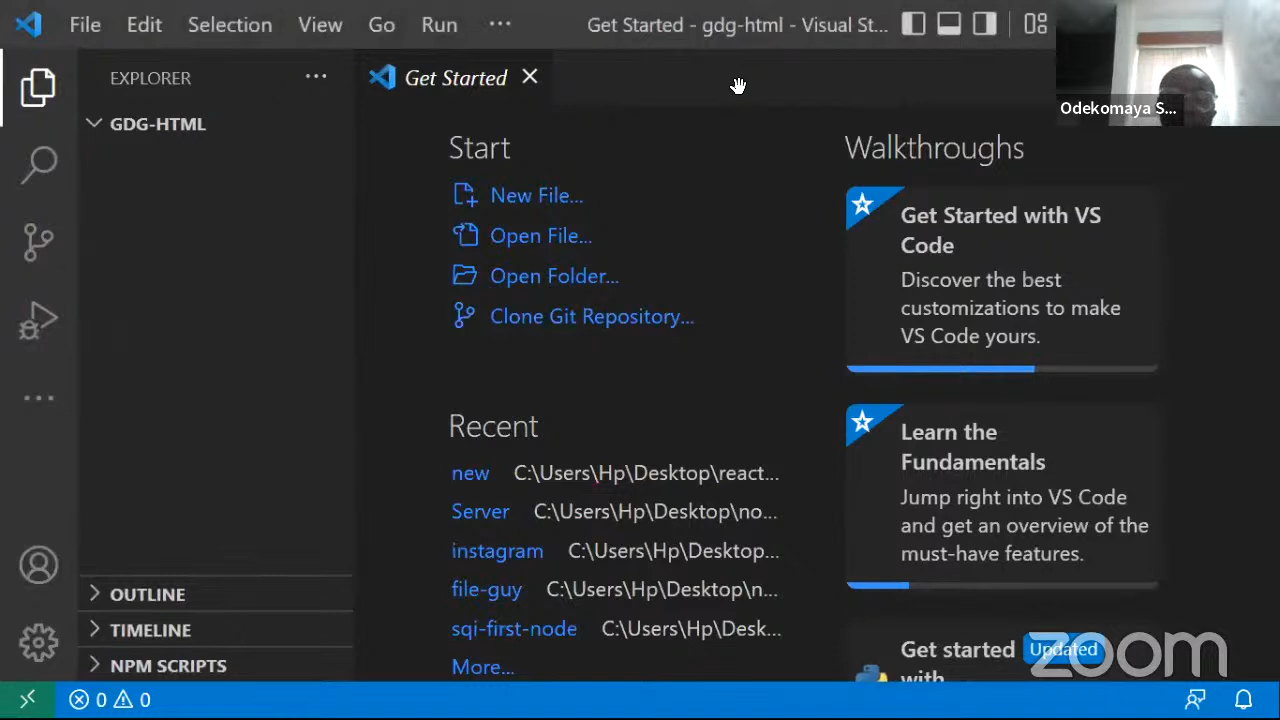 File Edit Selection View Go Run ··· Get Started - gdg-html - Visual St...
Odekomaya S...
EXPLORER ···
Get Started
GDG-HTML
Start
New File...
Open File...
Open Folder...
Clone Git Repository...
Recent
new C:\Users\Hp\Desktop\react...
Server C:\Users\Hp\Desktop\no...
instagram C:\Users\Hp\Desktop...
file-guy C:\Users\Hp\Desktop\n...
sqi-first-node C:\Users\Hp\Desk...
More...
Walkthroughs
Get Started with VS
Code
Discover the best
customizations to make
VS Code yours.
Learn the
Fundamentals
Jump right into VS Code
and get an overview of the
must-have features.
Get started Updated
with
OUTLINE
TIMELINE
NPM SCRIPTS
0 0
zoom